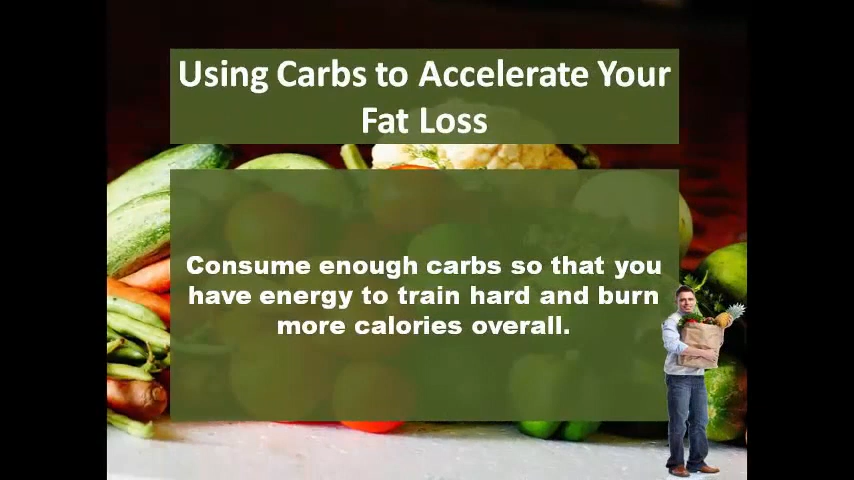 Using Carbs to Accelerate Your
Fat Loss
Consume enough carbs so that you
have energy to train hard and burn
more calories overall.